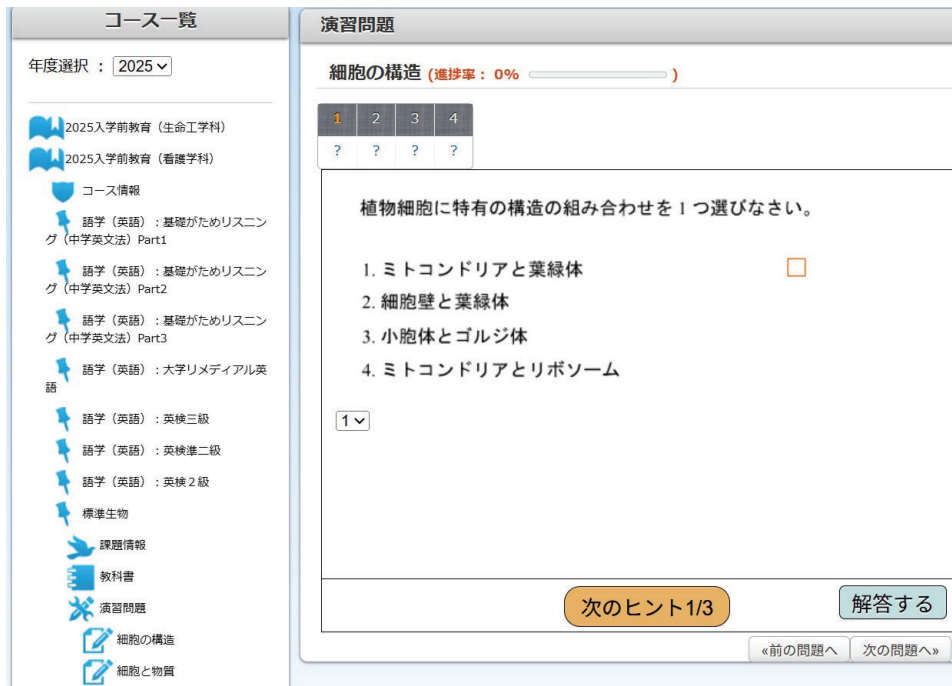 コース一覧
年度選択 : 2025
2025入学前教育（生命工学科）
2025入学前教育（看護学科）
コース情報
語学（英語）：基礎がためリスニン
グ（中学英文法）Part1
語学（英語）：基礎がためリスニン
グ（中学英文法）Part2
語学（英語）：基礎がためリスニン
グ（中学英文法）Part3
語学（英語）：大学リメディアル英
語
語学（英語）：英検三級
語学（英語）：英検準二級
語学（英語）：英検２級
標準生物
課題情報
教科書
演習問題
細胞の構造
細胞と物質
演習問題
細胞の構造 (進捗率： 0% )
1 2 3 4
? ? ? ?
植物細胞に特有の構造の組み合わせを 1 つ選びなさい。
1. ミトコンドリアと葉緑体
2. 細胞壁と葉緑体
3. 小胞体とゴルジ体
4. ミトコンドリアとリボソーム
1
次のヒント1/3
解答する
«前の問題へ 次の問題へ»